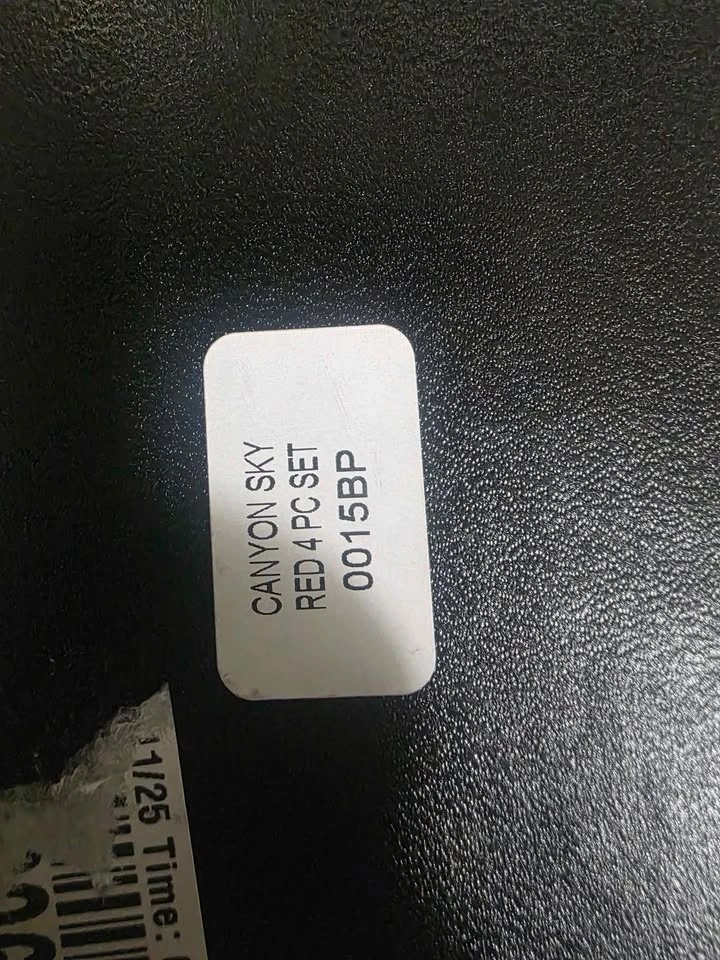 CANYON SKY
RED 4 PC SET
0015BP
11/25 Time: